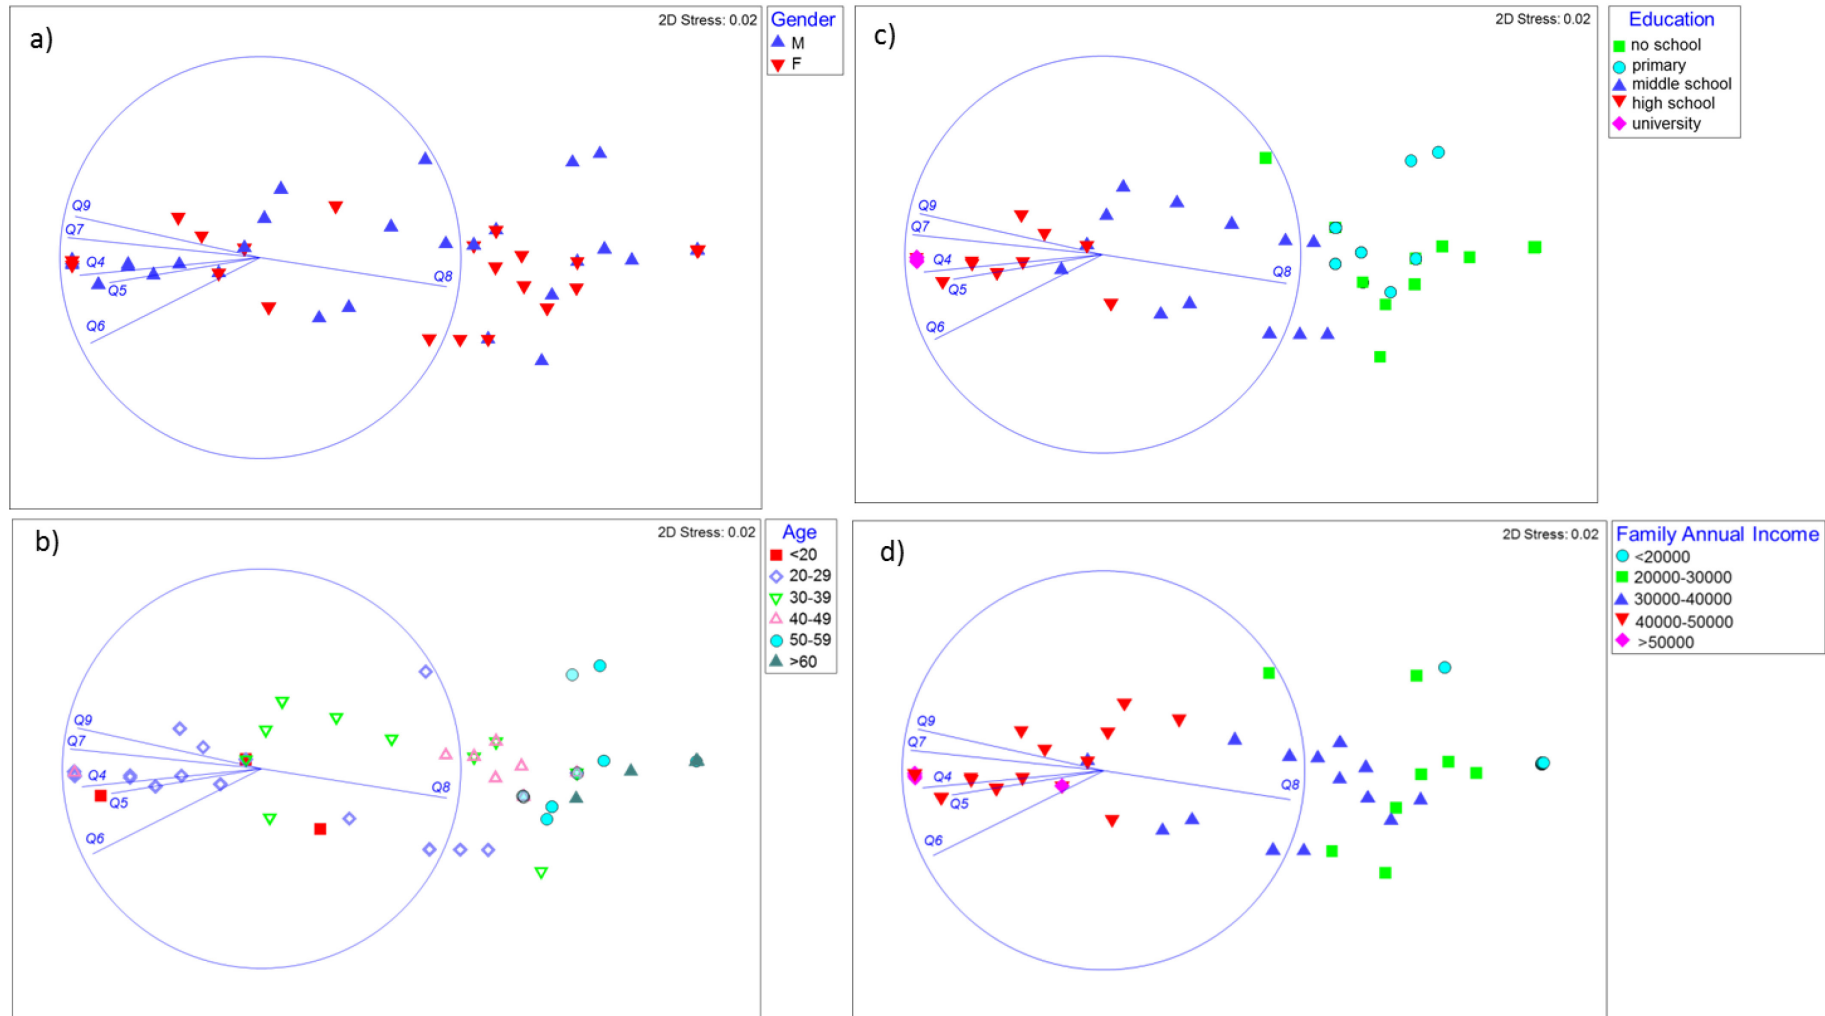 a)
2D Stress: 0.02
Gender
M
F
Q9
Q7
Q4
Q5
Q6
Q8
c)
2D Stress: 0.02
Education
no school
primary
middle school
high school
university
Q9
Q7
Q4
Q5
Q6
Q8
b)
2D Stress: 0.02
Age
<20
20-29
30-39
40-49
50-59
>60
Q9
Q7
Q4
Q5
Q6
Q8
d)
2D Stress: 0.02
Family Annual Income
<20000
20000-30000
30000-40000
40000-50000
>50000
Q9
Q7
Q4
Q5
Q6
Q8